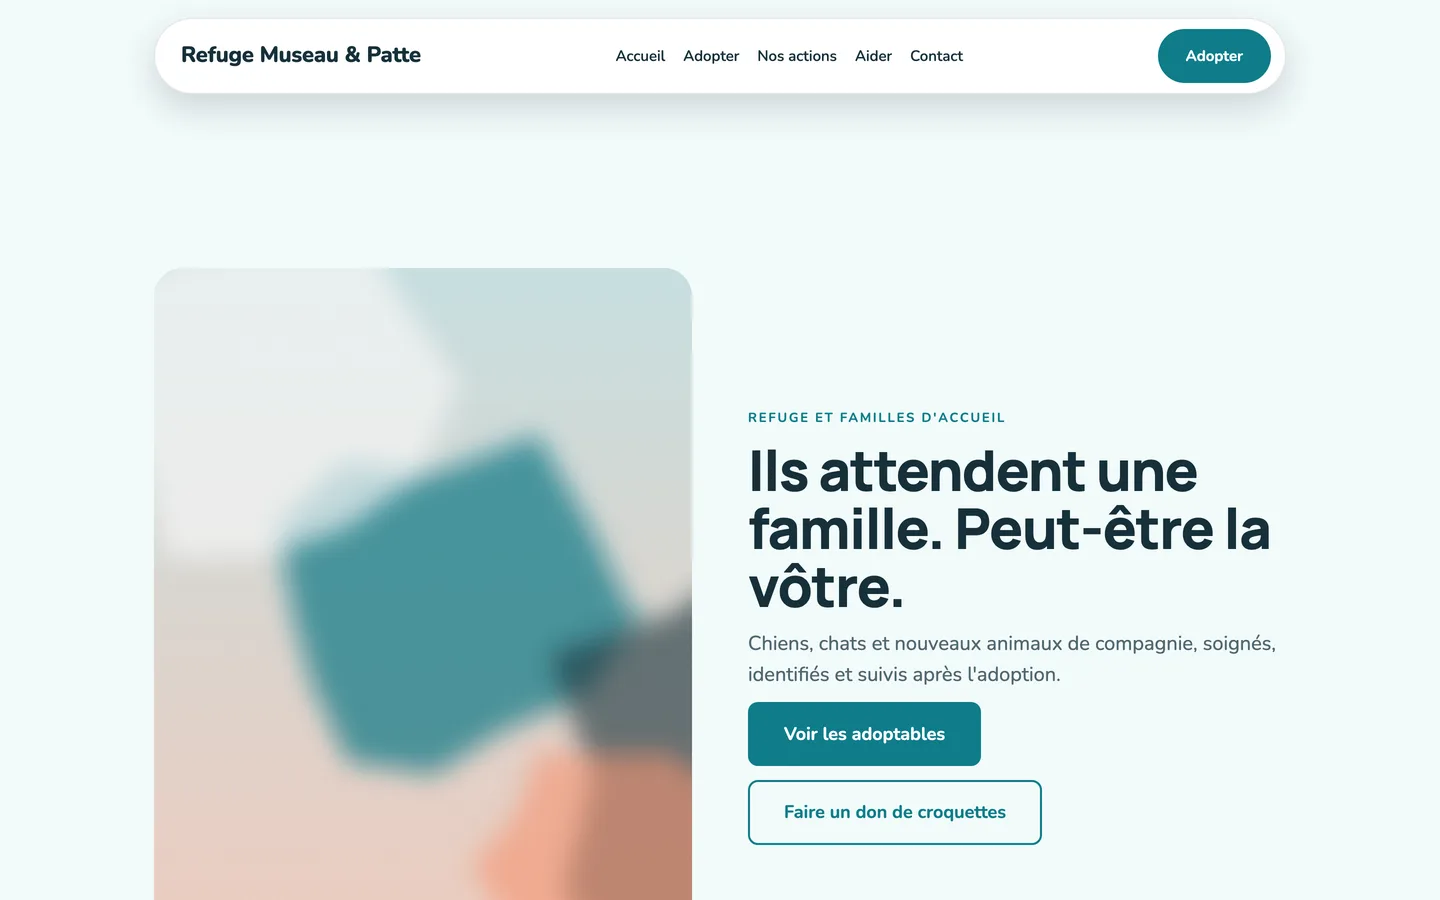 Refuge Museau & Patte
Accueil
Adopter
Nos actions
Aider
Contact
Adopter
REFUGE ET FAMILLES D'ACCUEIL
Ils attendent une
famille. Peut-être la
vôtre.
Chiens, chats et nouveaux animaux de compagnie, soignés,
identifiés et suivis après l'adoption.
Voir les adoptables
Faire un don de croquettes